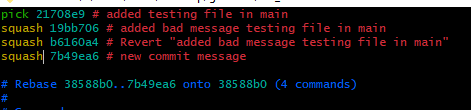 pick 21708e9 # added testing file in main
squash 19bb706 # added bad message testing file in main
squash b6160a4 # Revert "added bad message testing file in main"
squash 7b49ea6 # new commit message

# Rebase 38588b0..7b49ea6 onto 38588b0 (4 commands)
#